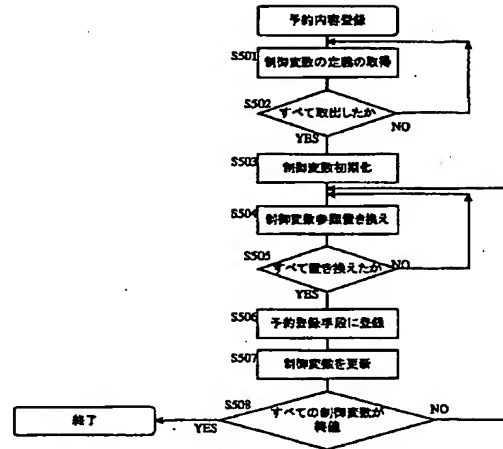 予約内容登録
S501
制御変数の定義の取得
S502
すべて取出したか
NO
YES
S503
制御変数初期化
S504
制御変数参照置き換え
S505
すべて置き換えたか
NO
YES
S506
予約登録手段に登録
S507
制御変数を更新
S508
すべての制御変数が
終値
NO
YES
終了